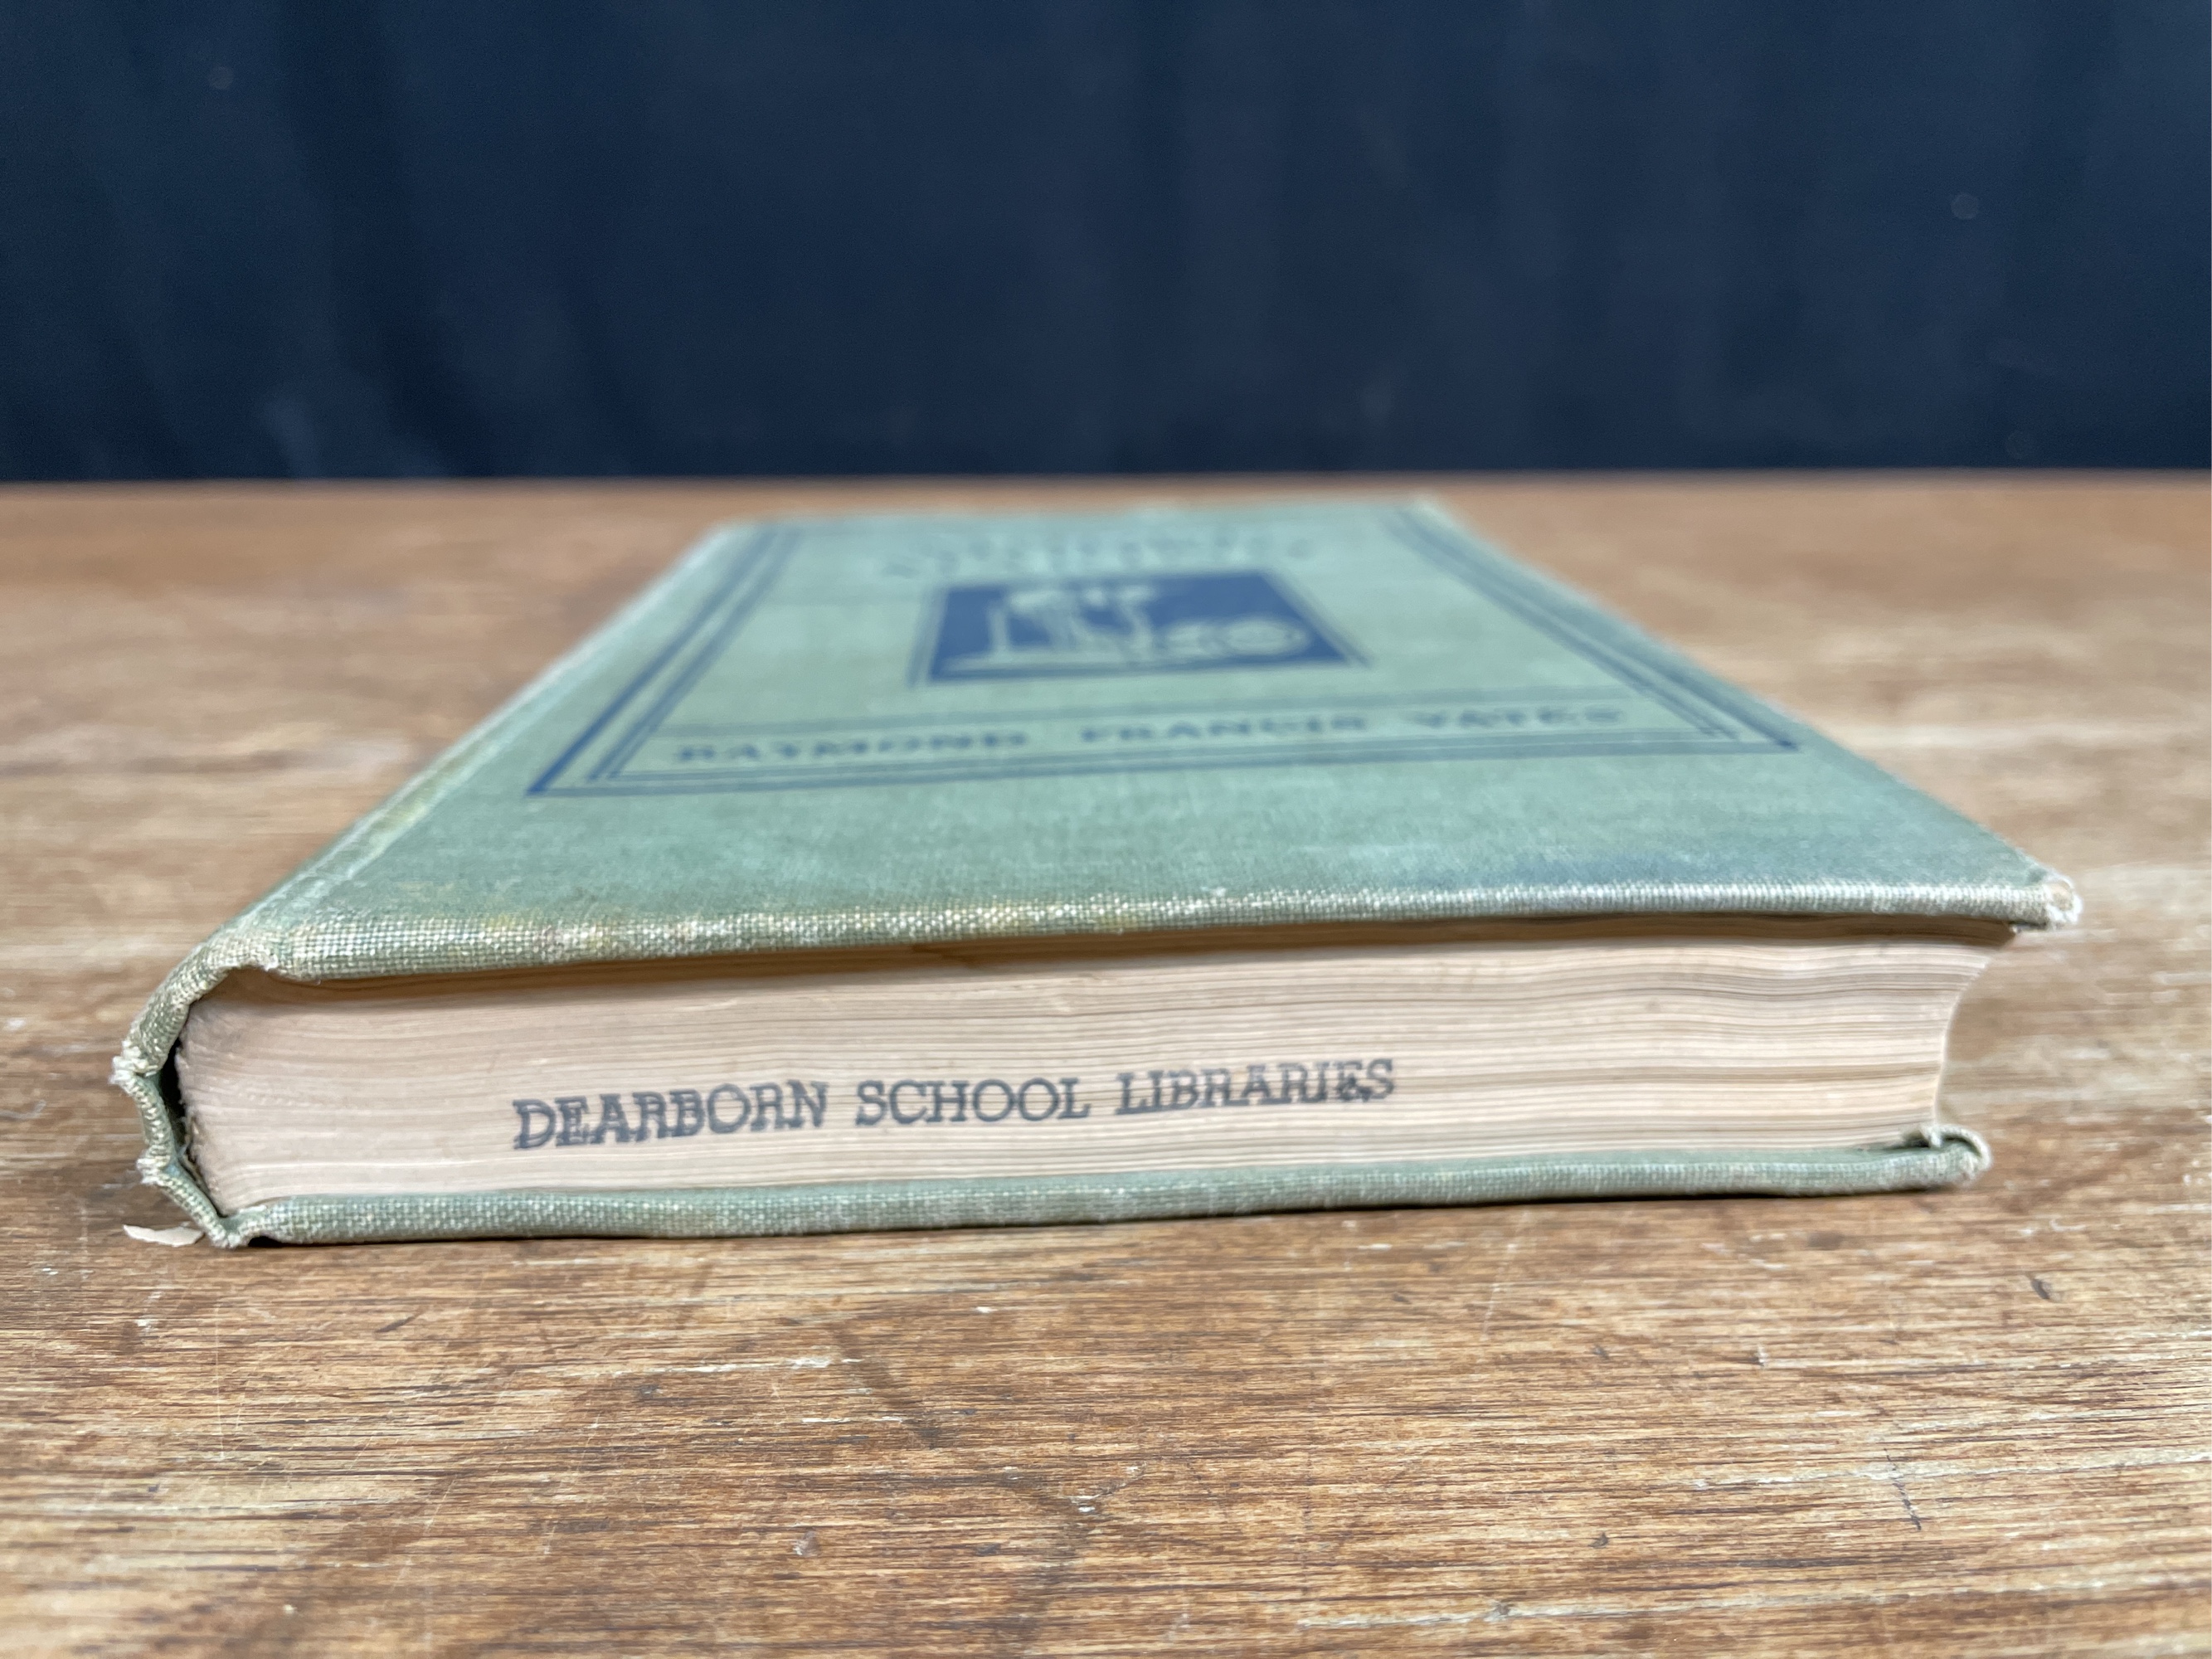 RAYMOND FRANCIS YATES
DEARBORN SCHOOL LIBRARIES